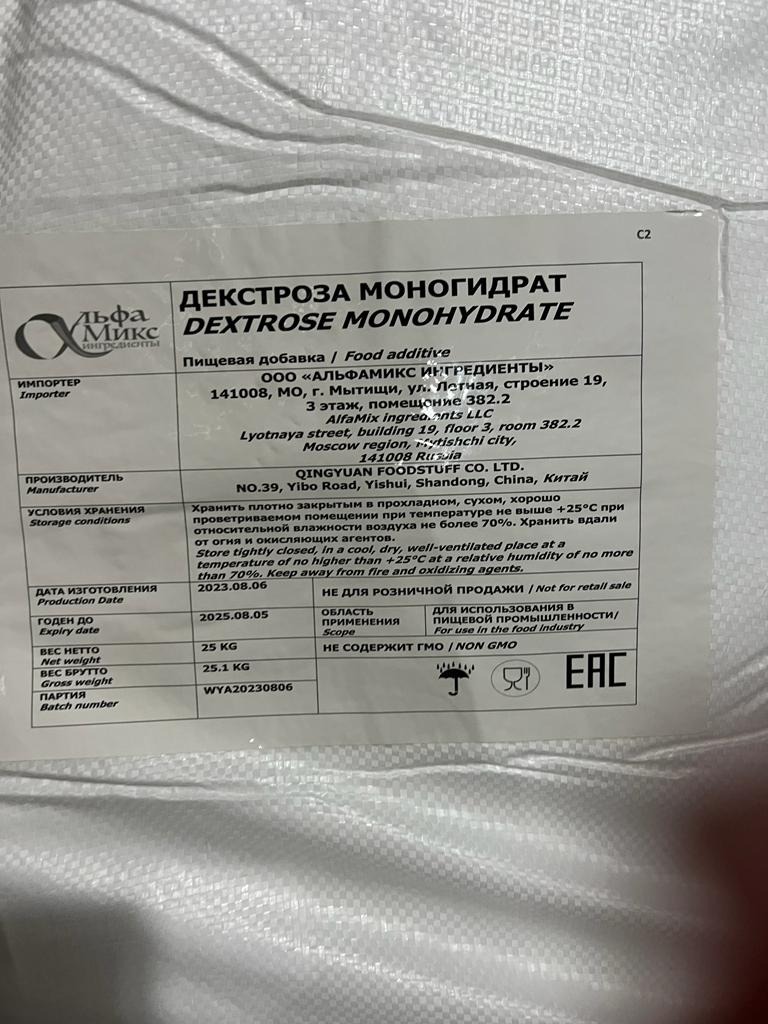 C2
Альфа
Микс
ингредиенты
ДЕКСТРОЗА МОНОГИДРАТ
DEXTROSE MONOHYDRATE
Пищевая добавка / Food additive
ИМПОРТЕР
Importer
ООО «АЛЬФАМИКС ИНГРЕДИЕНТЫ»
141008, МО, г. Мытищи, ул. Летная, строение 19,
3 этаж, помещение 382.2
AlfaMix ingredients LLC
Lyotnaya street, building 19, floor 3, room 382.2
Moscow region, Mytishchi city,
141008 Russia
ПРОИЗВОДИТЕЛЬ
Manufacturer
QINGYUAN FOODSTUFF CO. LTD.
NO.39, Yibo Road, Yishui, Shandong, China, Китай
УСЛОВИЯ ХРАНЕНИЯ
Storage conditions
Хранить плотно закрытым в прохладном, сухом, хорошо
проветриваемом помещении при температуре не выше +25°С при
относительной влажности воздуха не более 70%. Хранить вдали
от огня и окисляющих агентов.
Store tightly closed, in a cool, dry, well-ventilated place at a
temperature of no higher than +25°C at a relative humidity of no more
than 70%. Keep away from fire and oxidizing agents.
ДАТА ИЗГОТОВЛЕНИЯ
Production Date
2023.08.06
НЕ ДЛЯ РОЗНИЧНОЙ ПРОДАЖИ / Not for retail sale
ГОДЕН ДО
Expiry date
2025.08.05
ОБЛАСТЬ
ПРИМЕНЕНИЯ
Scope
ДЛЯ ИСПОЛЬЗОВАНИЯ В
ПИЩЕВОЙ ПРОМЫШЛЕННОСТИ/
For use in the food industry
ВЕС НЕТТО
Net weight
25 KG
НЕ СОДЕРЖИТ ГМО / NON GMO
ВЕС БРУТТО
Gross weight
25.1 KG
ПАРТИЯ
Batch number
WYA20230806
EAC